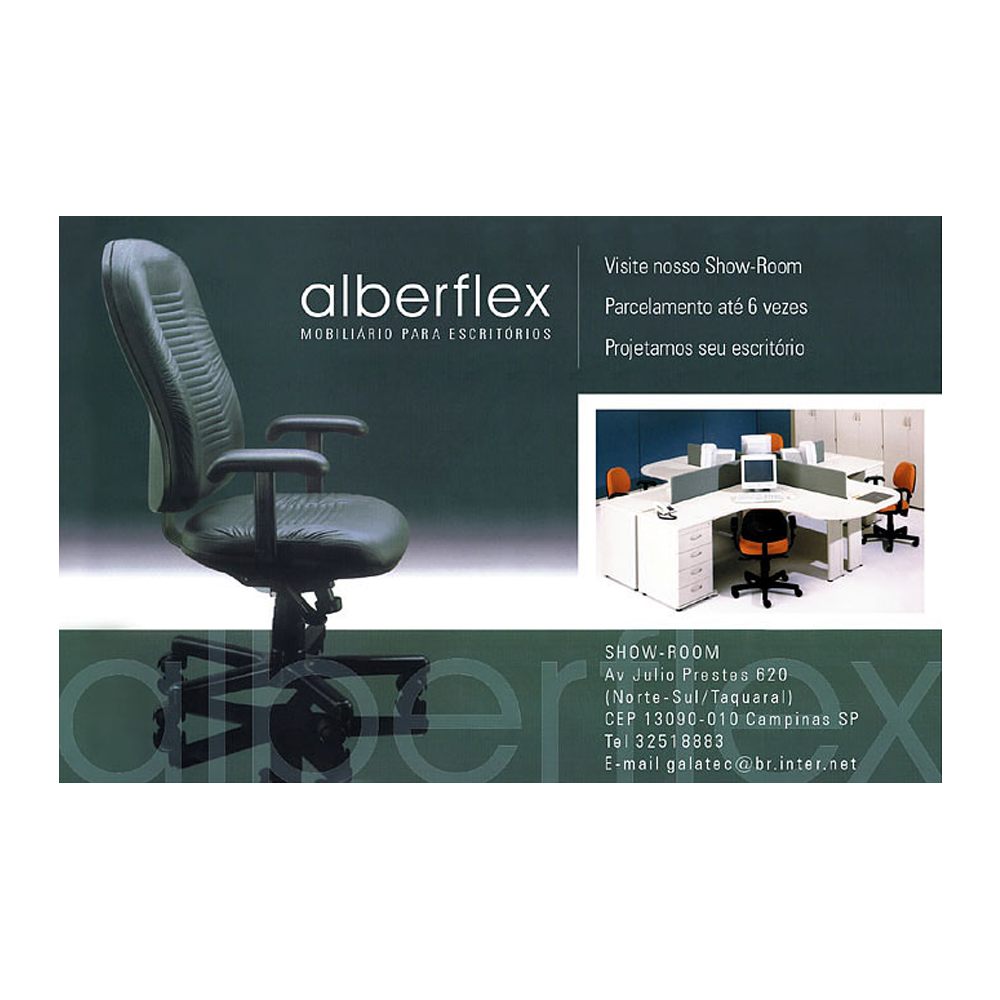 alberflex
MOBILIÁRIO PARA ESCRITÓRIOS
Visite nosso Show-Room
Parcelamento até 6 vezes
Projetamos seu escritório
alberflex
SHOW-ROOM
Av Julio Prestes 620
(Norte-Sul/Taquaral)
CEP 13090-010 Campinas SP
Tel 32518883
E-mail galatec@br.inter.net